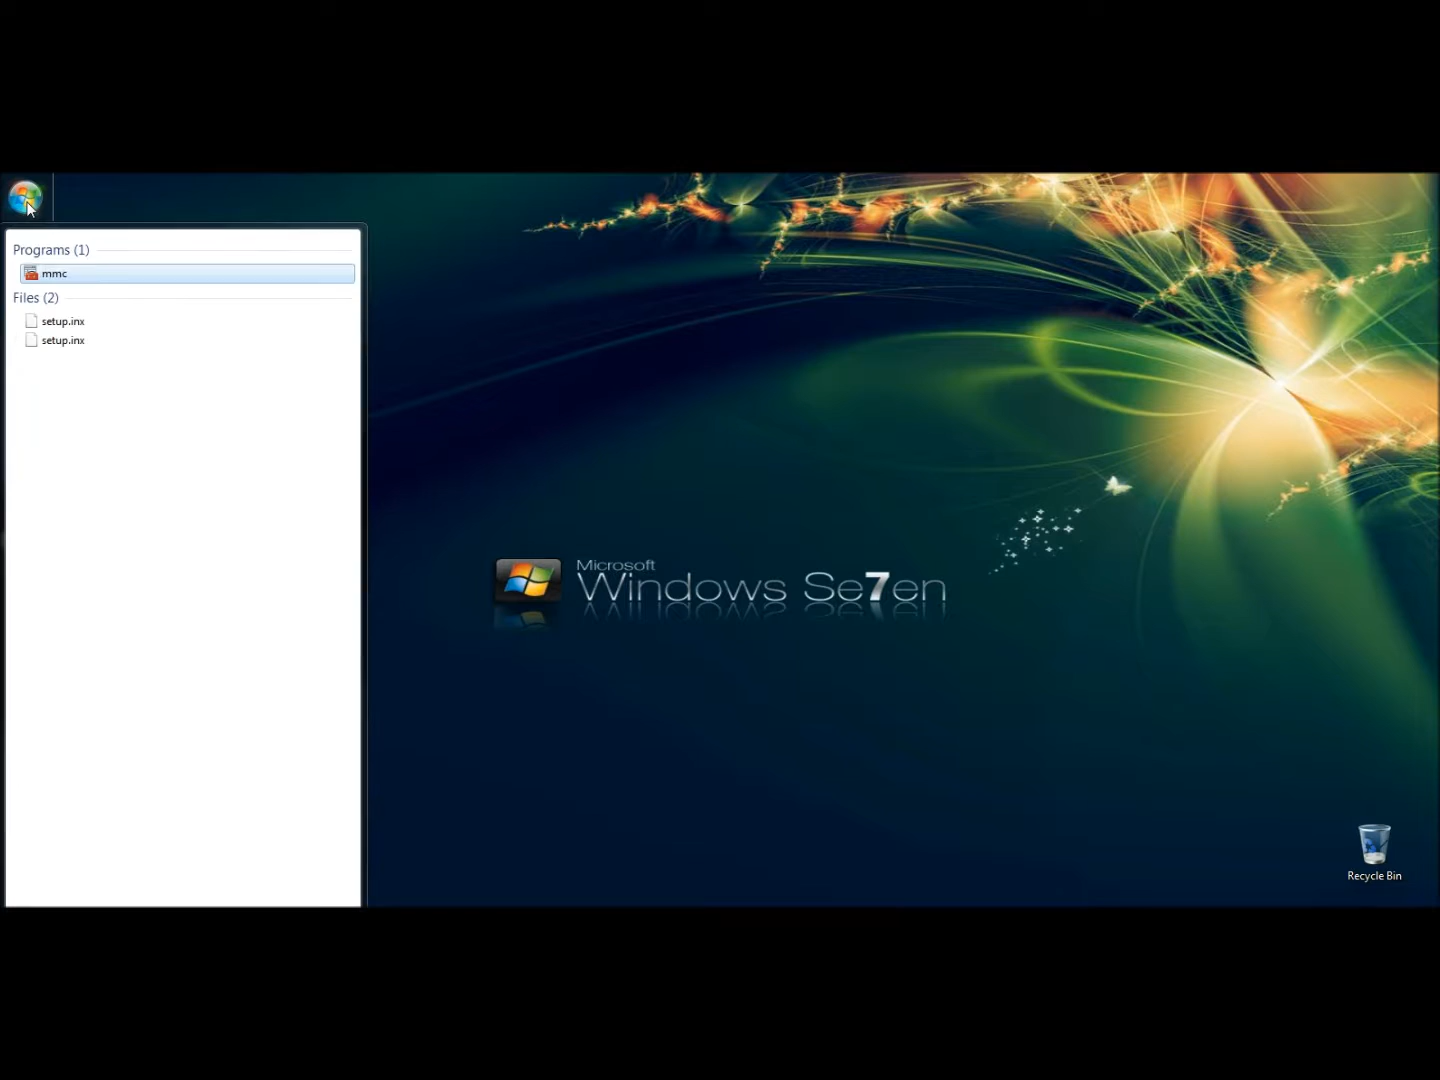 Programs (1)
mmc
Files (2)
setup.inx
setup.inx
Microsoft
Windows Se7en
Recycle Bin